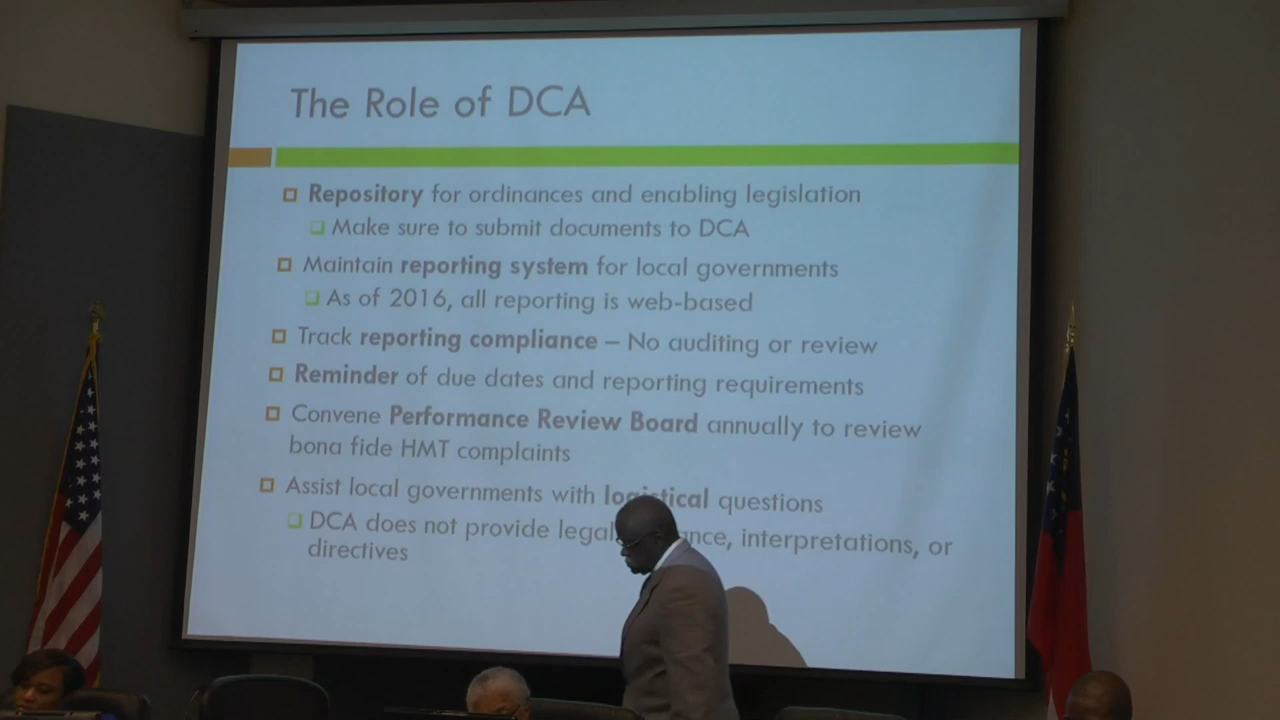 The Role of DCA
Repository for ordinances and enabling legislation
Make sure to submit documents to DCA
Maintain reporting system for local governments
As of 2016, all reporting is web-based
Track reporting compliance – No auditing or review
Reminder of due dates and reporting requirements
Convene Performance Review Board annually to review
bona fide HMT complaints
Assist local governments with logistical questions
DCA does not provide legal interpretations, or
directives